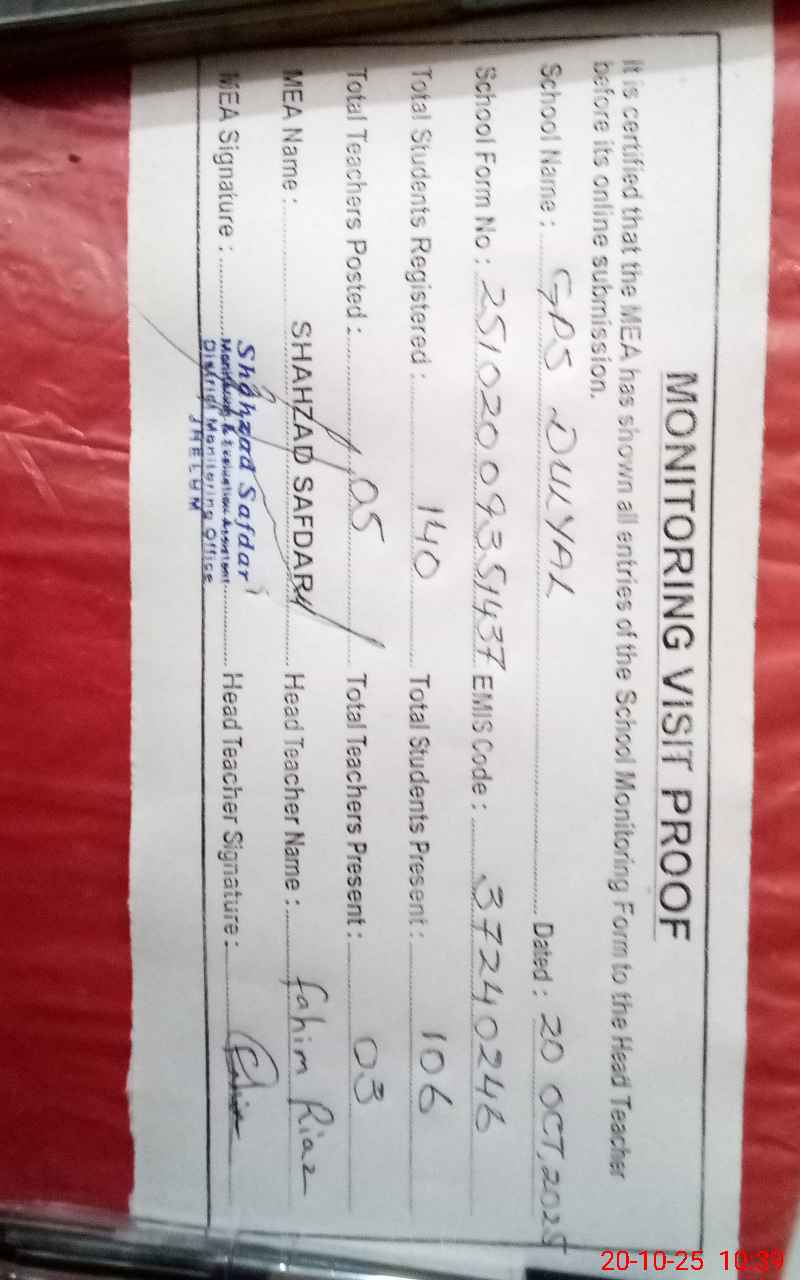 MONITORING VISIT PROOF
It is certified that the MEA has shown all entries of the School Monitoring Form to the Head Teacher
before its online submission.
School Name : GPS DULYAL Dated : 20 OCT, 2025
School Form No : 25102009351437 EMIS Code : 37240246
Total Students Registered : 140 Total Students Present : 106
Total Teachers Posted : 05 Total Teachers Present : 03
MEA Name : SHAHZAD SAFDAR Head Teacher Name : Fahim Riaz
MEA Signature : Head Teacher Signature :
Shahzad Safdar
Monitoring & Evaluation Assistant
District Monitoring Office
JHELUM
20-10-25 10:39